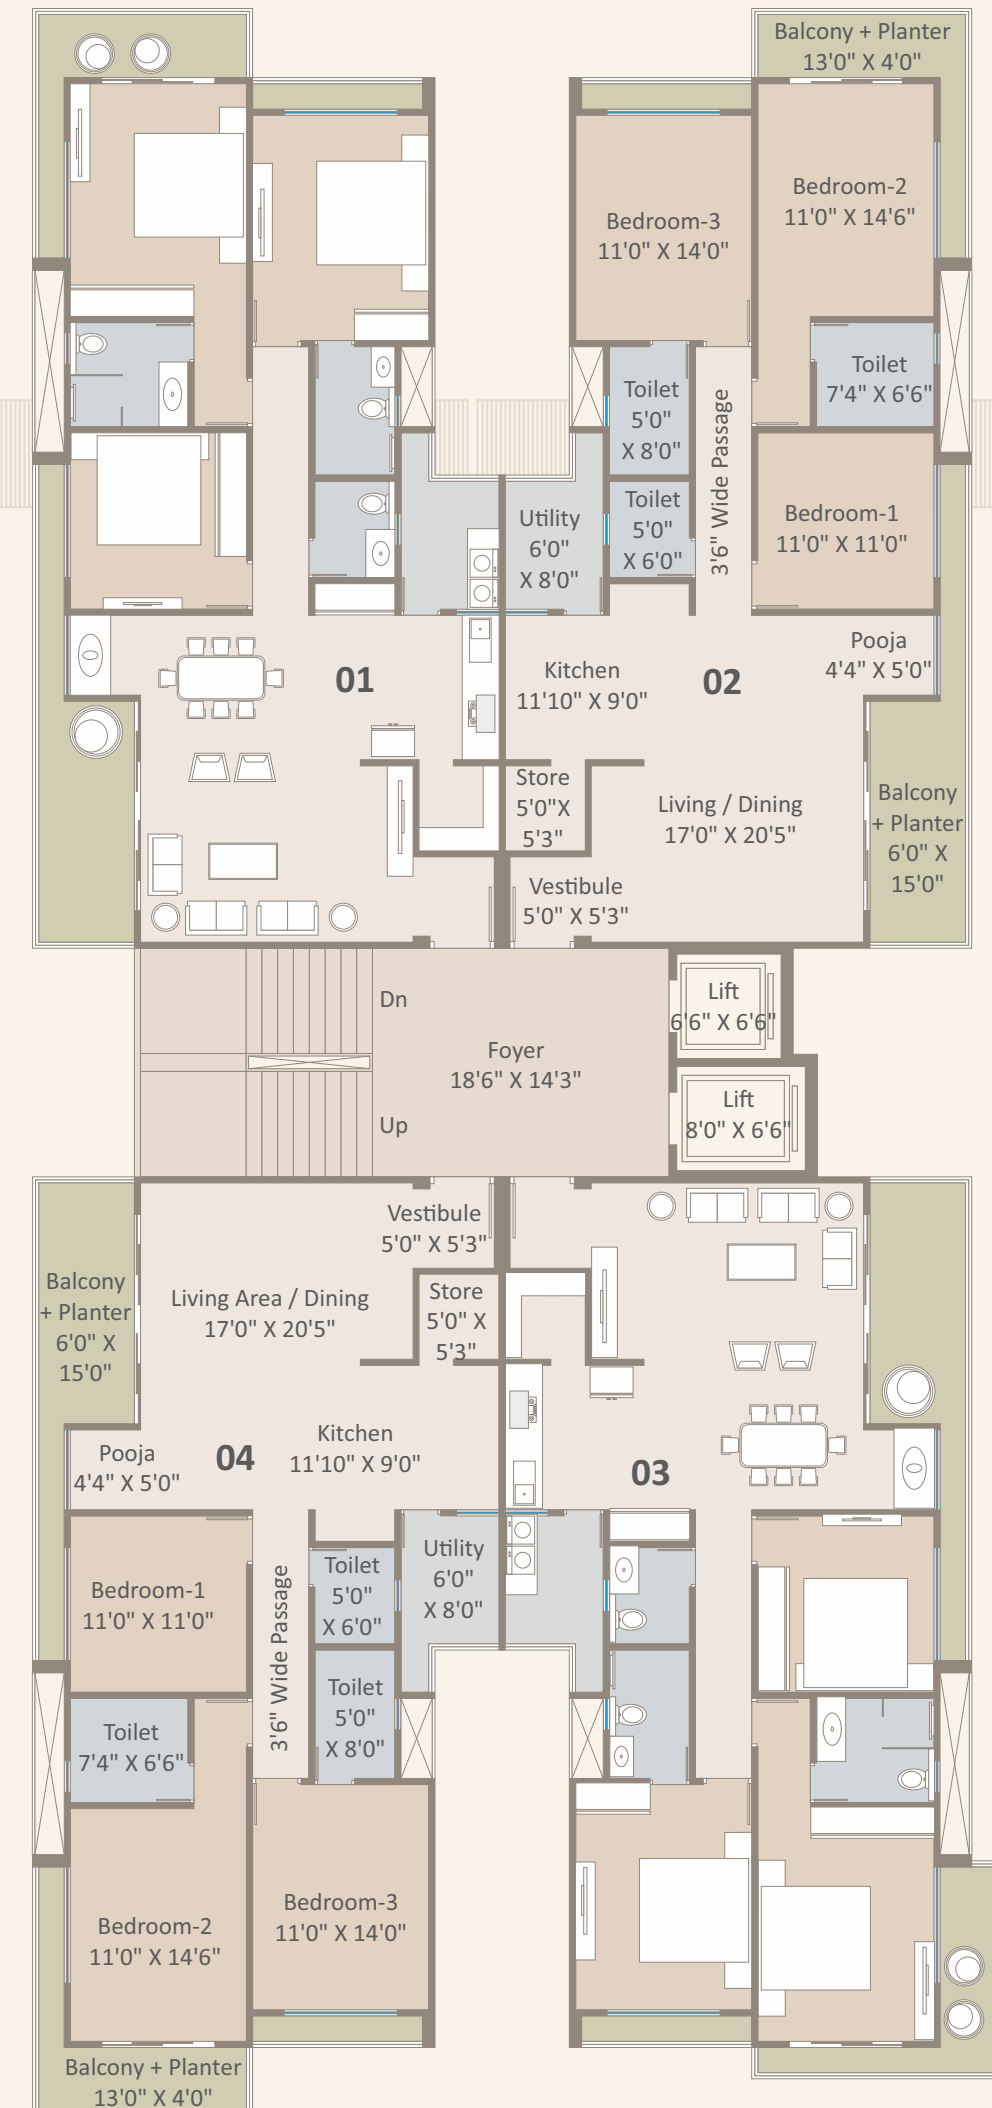 Balcony + Planter
13'0" X 4'0"
Bedroom-2
11'0" X 14'6"
Bedroom-3
11'0" X 14'0"
Toilet
7'4" X 6'6"
Toilet
5'0"
X 8'0"
3'6" Wide Passage
Toilet
5'0"
X 6'0"
Utility
6'0"
X 8'0"
Bedroom-1
11'0" X 11'0"
Pooja
4'4" X 5'0"
01
Kitchen
11'10" X 9'0"
02
Store
5'0"X
5'3"
Living / Dining
17'0" X 20'5"
Balcony
+ Planter
6'0" X
15'0"
Vestibule
5'0" X 5'3"
Dn
Lift
6'6" X 6'6"
Foyer
18'6" X 14'3"
Lift
8'0" X 6'6"
Up
Vestibule
5'0" X 5'3"
Balcony
+ Planter
6'0" X
15'0"
Living Area / Dining
17'0" X 20'5"
Store
5'0" X
5'3"
Pooja
4'4" X 5'0"
04
Kitchen
11'10" X 9'0"
03
Bedroom-1
11'0" X 11'0"
3'6" Wide Passage
Toilet
5'0"
X 6'0"
Utility
6'0"
X 8'0"
Toilet
7'4" X 6'6"
Toilet
5'0"
X 8'0"
Bedroom-2
11'0" X 14'6"
Bedroom-3
11'0" X 14'0"
Balcony + Planter
13'0" X 4'0"